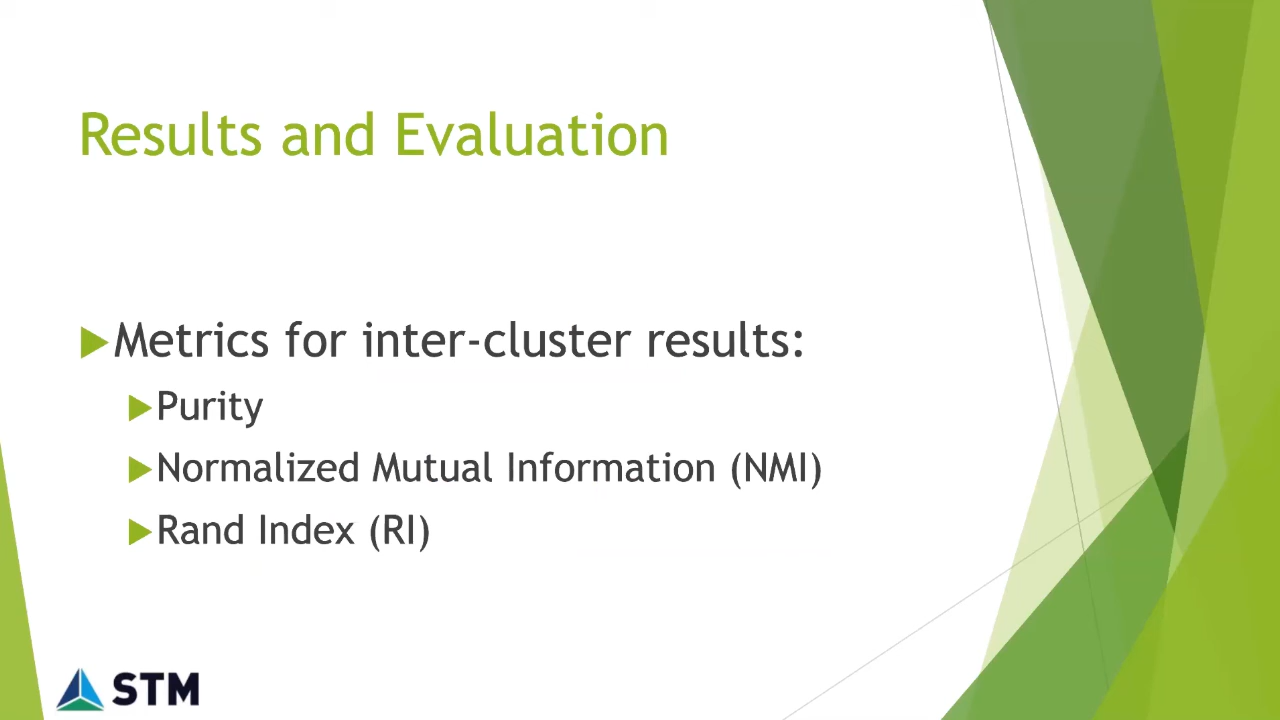 Results and Evaluation
Metrics for inter-cluster results:
Purity
Normalized Mutual Information (NMI)
Rand Index (RI)
STM